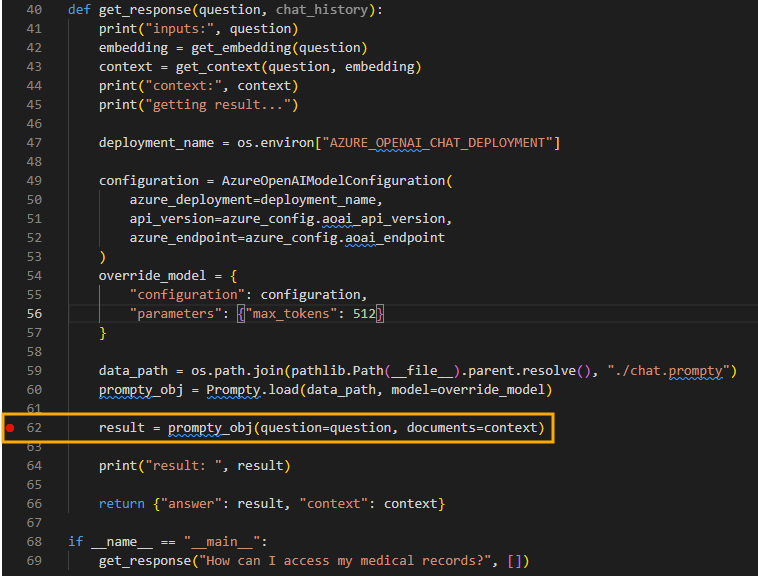 40 def get_response(question, chat_history):
41     print("inputs:", question)
42     embedding = get_embedding(question)
43     context = get_context(question, embedding)
44     print("context:", context)
45     print("getting result...")
46
47     deployment_name = os.environ["AZURE_OPENAI_CHAT_DEPLOYMENT"]
48
49     configuration = AzureOpenAIModelConfiguration(
50         azure_deployment=deployment_name,
51         api_version=azure_config.aoai_api_version,
52         azure_endpoint=azure_config.aoai_endpoint
53     )
54     override_model = {
55         "configuration": configuration,
56         "parameters": {"max_tokens": 512}
57     }
58
59     data_path = os.path.join(pathlib.Path(__file__).parent.resolve(), "./chat.prompty")
60     prompty_obj = Prompty.load(data_path, model=override_model)
61
62     result = prompty_obj(question=question, documents=context)
63
64     print("result: ", result)
65
66     return {"answer": result, "context": context}
67
68 if __name__ == "__main__":
69     get_response("How can I access my medical records?", [])